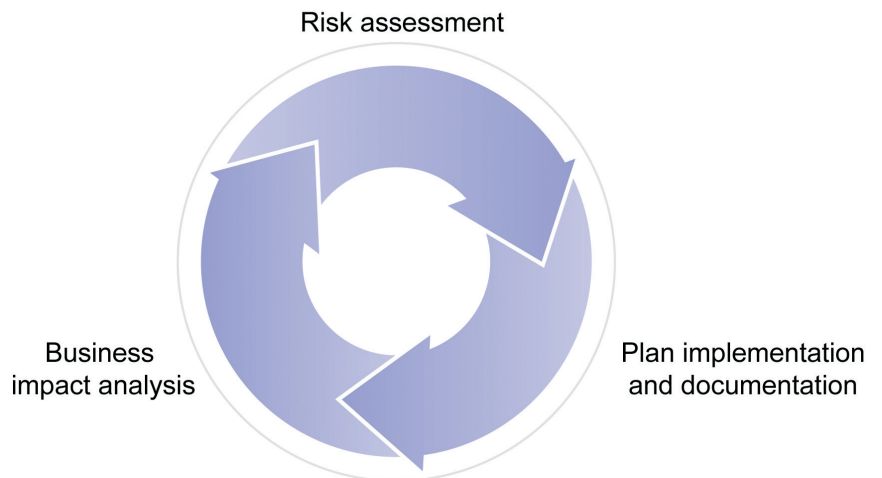 Risk assessment
Business
impact analysis
Plan implementation
and documentation